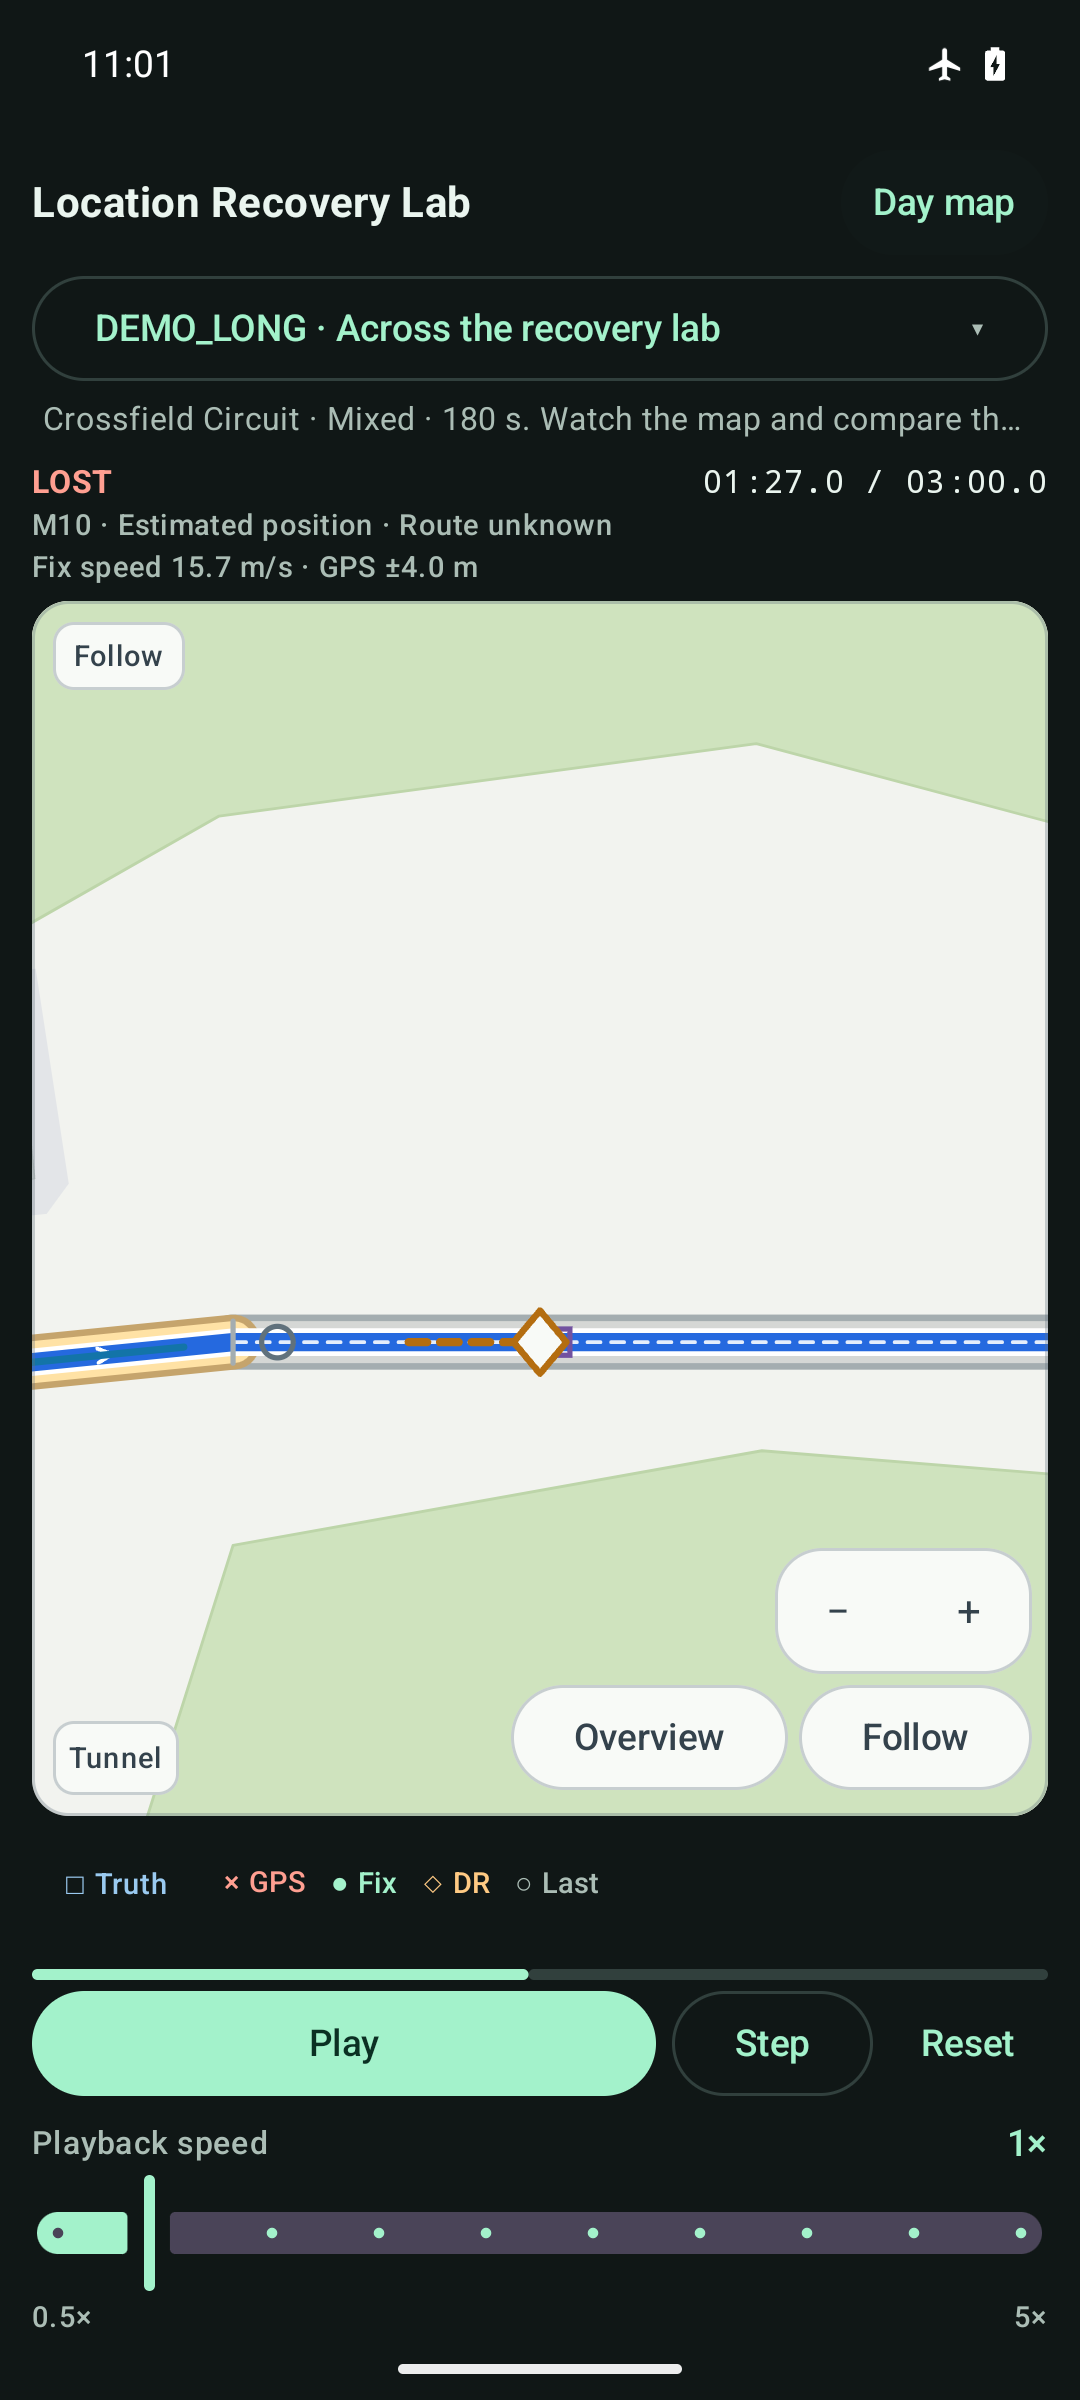 11:01
Location Recovery Lab
Day map
DEMO_LONG · Across the recovery lab
Crossfield Circuit · Mixed · 180 s. Watch the map and compare th…
LOST
01:27.0 / 03:00.0
M10 · Estimated position · Route unknown
Fix speed 15.7 m/s · GPS ±4.0 m
Follow
− +
Overview
Follow
Tunnel
□ Truth × GPS ● Fix ◇ DR ○ Last
Play
Step
Reset
Playback speed
1×
0.5×
5×